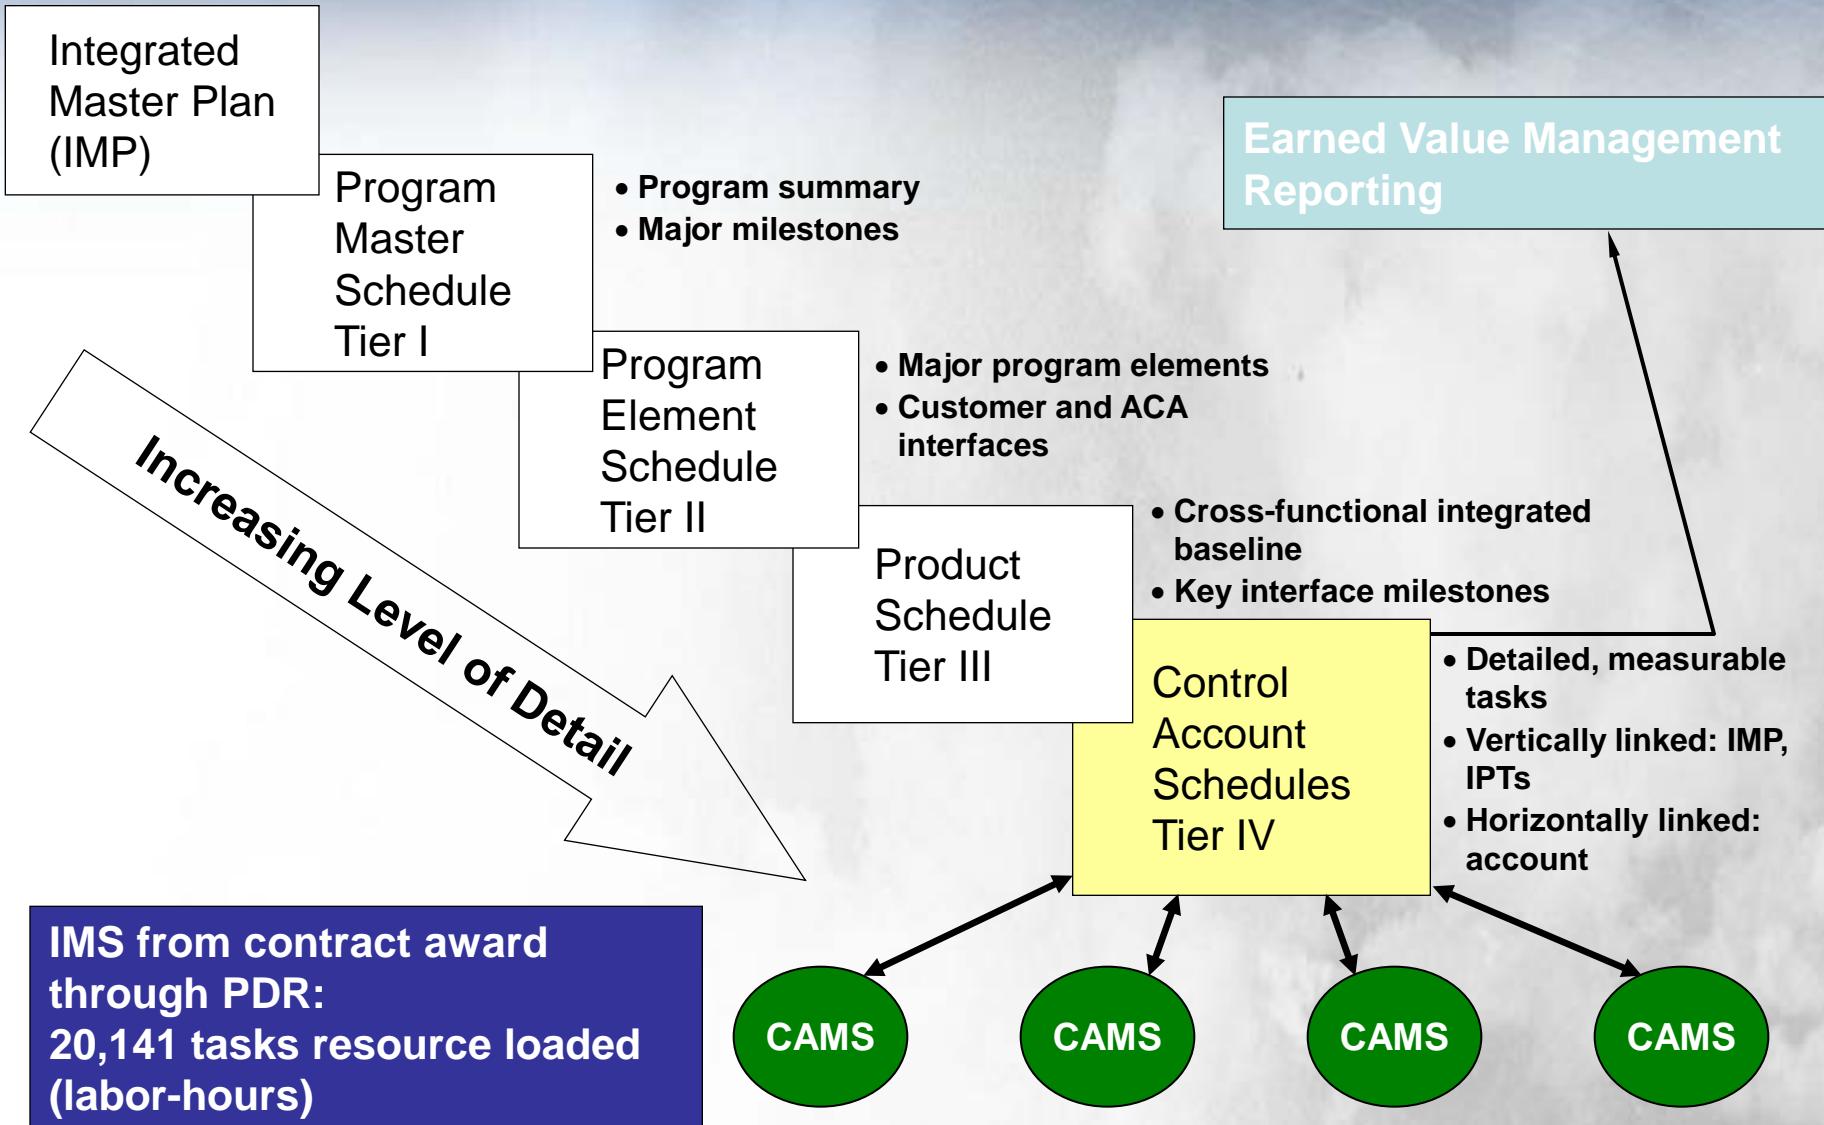 Integrated
Master Plan
(IMP)
Program
Master
Schedule
Tier I
• Program summary
• Major milestones
Earned Value Management
Reporting
Program
Element
Schedule
Tier II
• Major program elements
• Customer and ACA
interfaces
Increasing Level of Detail
Product
Schedule
Tier III
• Cross-functional integrated
baseline
• Key interface milestones
Control
Account
Schedules
Tier IV
• Detailed, measurable
tasks
• Vertically linked: IMP,
IPTs
• Horizontally linked:
account
IMS from contract award
through PDR:
20,141 tasks resource loaded
(labor-hours)
CAMS
CAMS
CAMS
CAMS